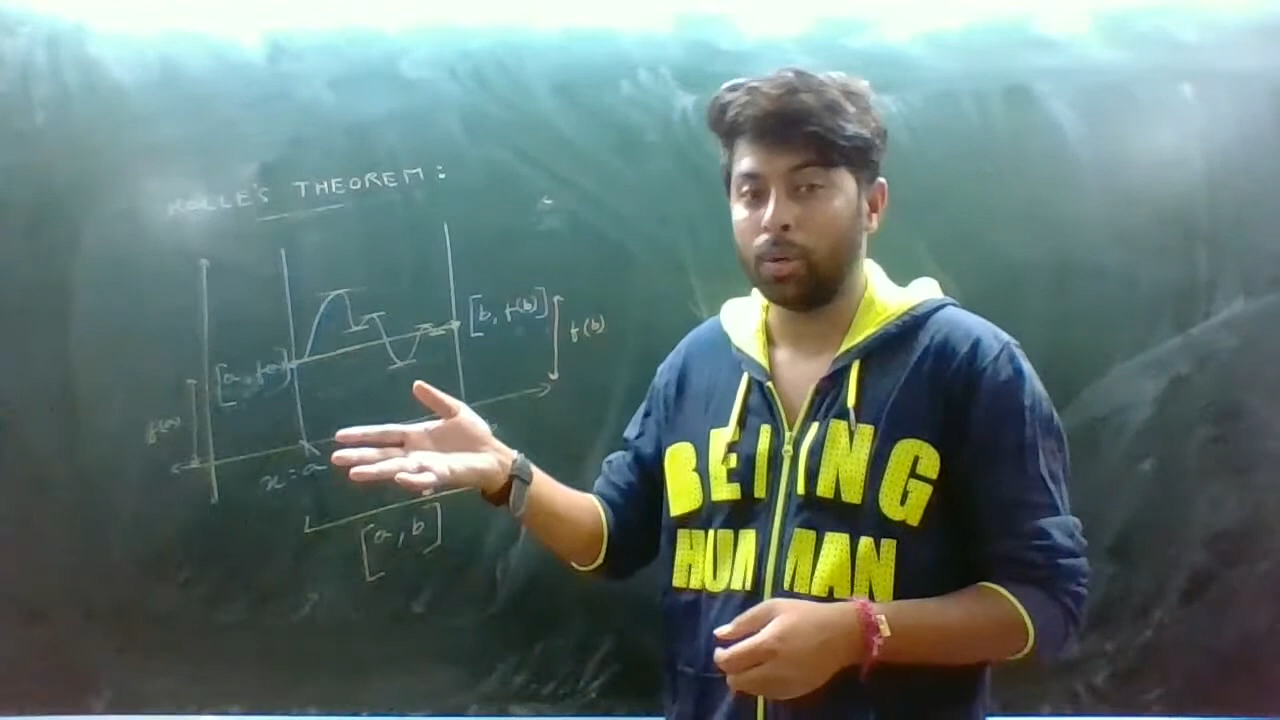 ROLLE'S THEOREM:
[b, f(b)]
f(b)
[a, f(a)]
f(a)
x = a
[a, b]
BEING
HUMAN